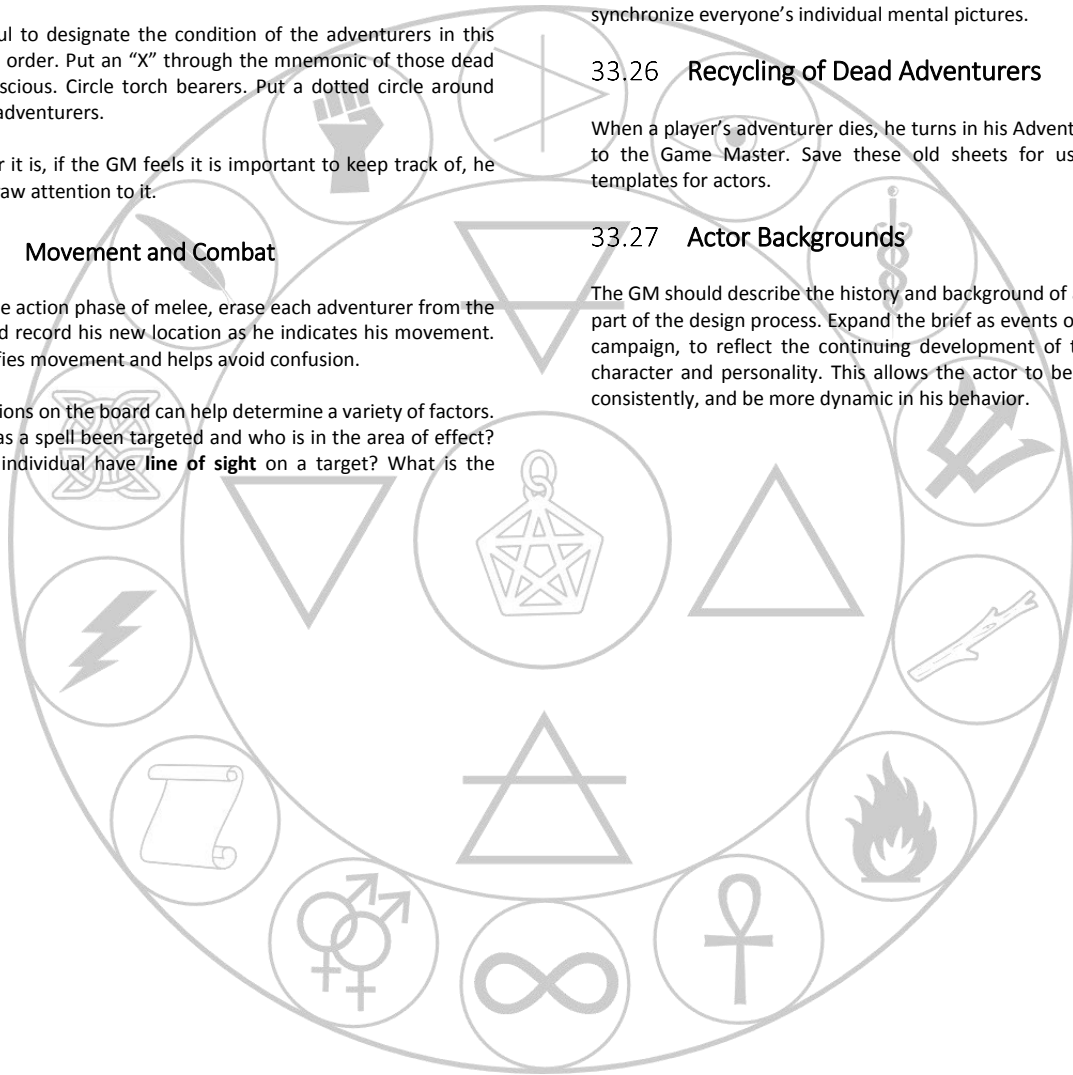 ul to designate the condition of the adventurers in this
order. Put an “X” through the mnemonic of those dead
scious. Circle torch bearers. Put a dotted circle around
adventurers.
r it is, if the GM feels it is important to keep track of, he
aw attention to it.
Movement and Combat
e action phase of melee, erase each adventurer from the
d record his new location as he indicates his movement.
fies movement and helps avoid confusion.
ions on the board can help determine a variety of factors.
as a spell been targeted and who is in the area of effect?
individual have line of sight on a target? What is the
synchronize everyone’s individual mental pictures.
33.26 Recycling of Dead Adventurers
When a player’s adventurer dies, he turns in his Advent
to the Game Master. Save these old sheets for us
templates for actors.
33.27 Actor Backgrounds
The GM should describe the history and background of
part of the design process. Expand the brief as events o
campaign, to reflect the continuing development of t
character and personality. This allows the actor to be
consistently, and be more dynamic in his behavior.